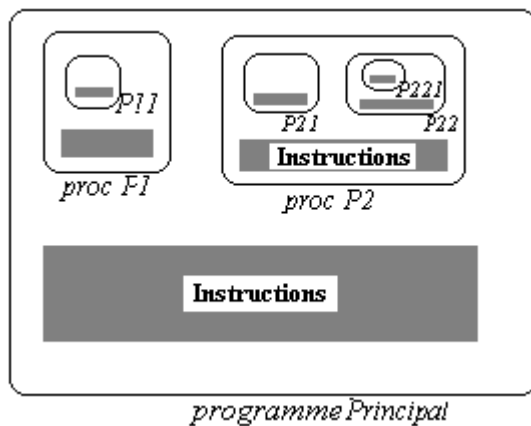 P11
P21
P221
P22
Instructions
proc P1
proc P2
Instructions
programme Principal